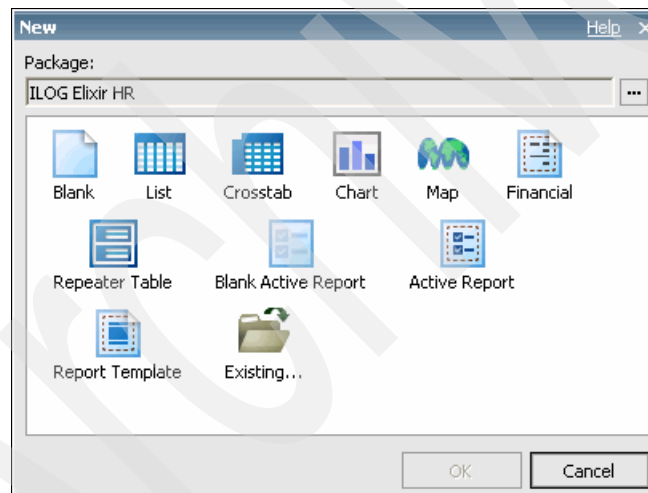 New Help ×
Package:
ILOG Elixir HR ...
Blank List Crosstab Chart Map Financial
Repeater Table Blank Active Report Active Report
Report Template Existing...
OK Cancel